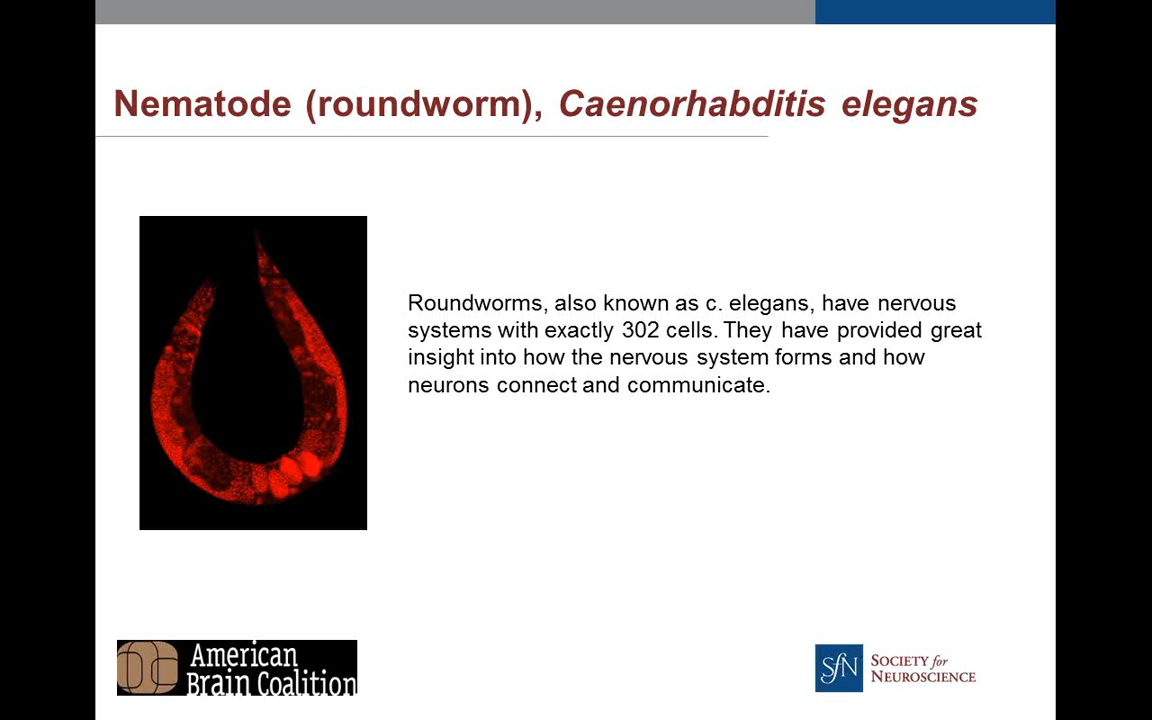 Nematode (roundworm), Caenorhabditis elegans
Roundworms, also known as c. elegans, have nervous
systems with exactly 302 cells. They have provided great
insight into how the nervous system forms and how
neurons connect and communicate.
American
Brain Coalition
SfN
SOCIETY for
NEUROSCIENCE